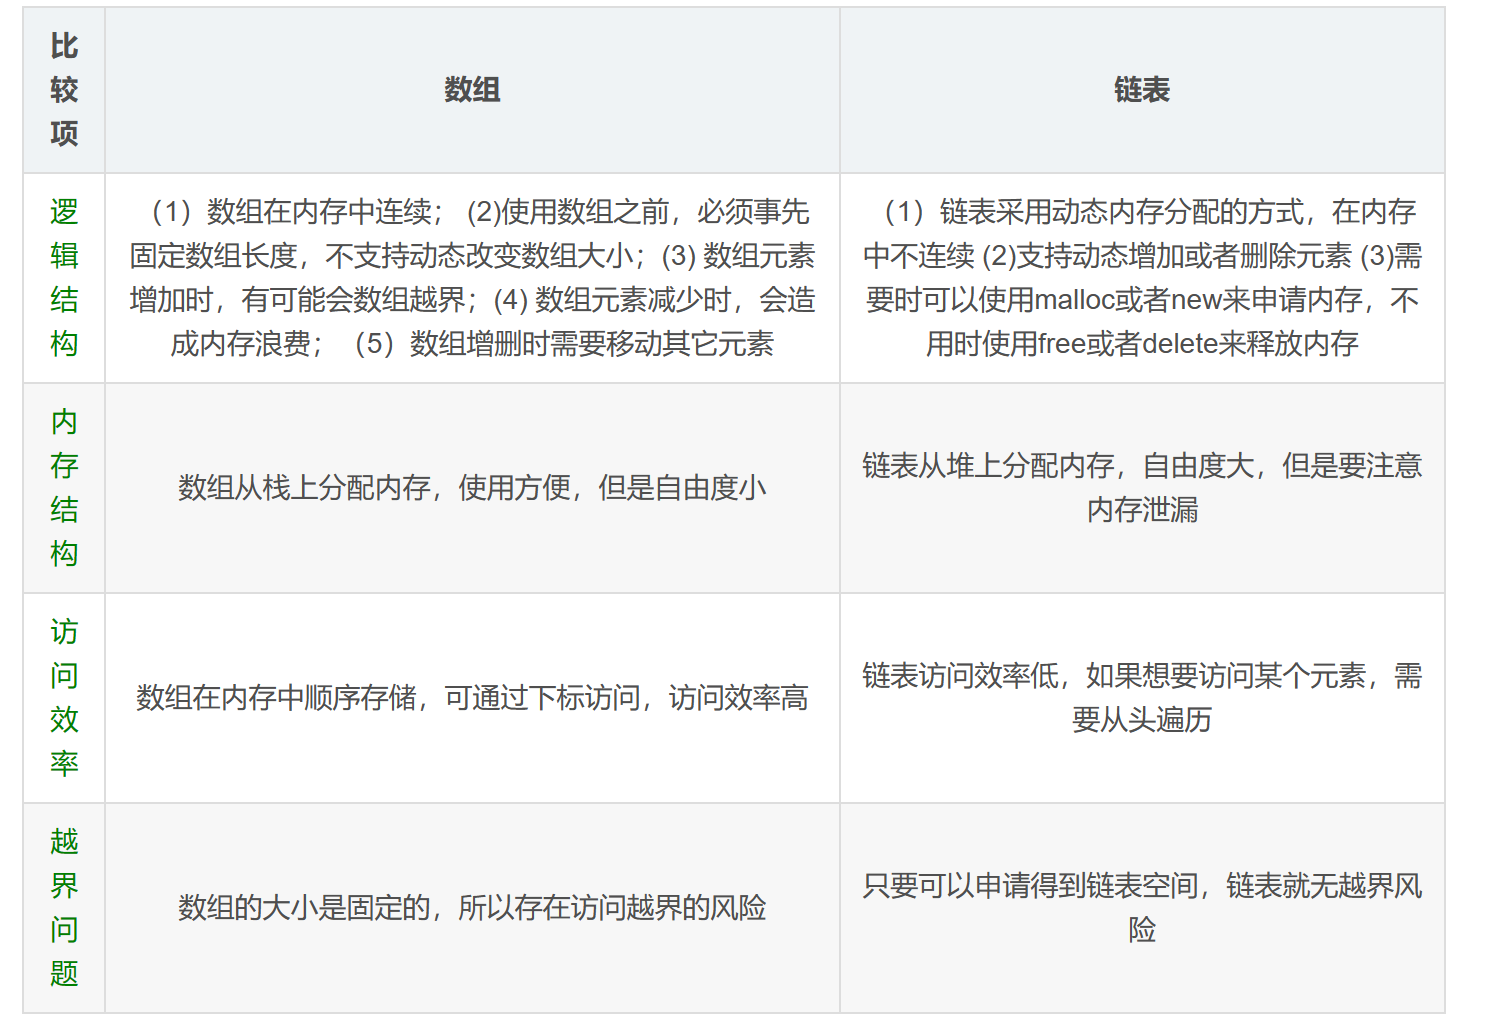 比
较
项
数组
链表
逻
辑
结
构
（1）数组在内存中连续； (2)使用数组之前，必须事先
固定数组长度，不支持动态改变数组大小；(3) 数组元素
增加时，有可能会数组越界；(4) 数组元素减少时，会造
成内存浪费；（5）数组增删时需要移动其它元素
（1）链表采用动态内存分配的方式，在内存
中不连续 (2)支持动态增加或者删除元素 (3)需
要时可以使用malloc或者new来申请内存，不
用时使用free或者delete来释放内存
内
存
结
构
数组从栈上分配内存，使用方便，但是自由度小
链表从堆上分配内存，自由度大，但是要注意
内存泄漏
访
问
效
率
数组在内存中顺序存储，可通过下标访问，访问效率高
链表访问效率低，如果想要访问某个元素，需
要从头遍历
越
界
问
题
数组的大小是固定的，所以存在访问越界的风险
只要可以申请得到链表空间，链表就无越界风
险